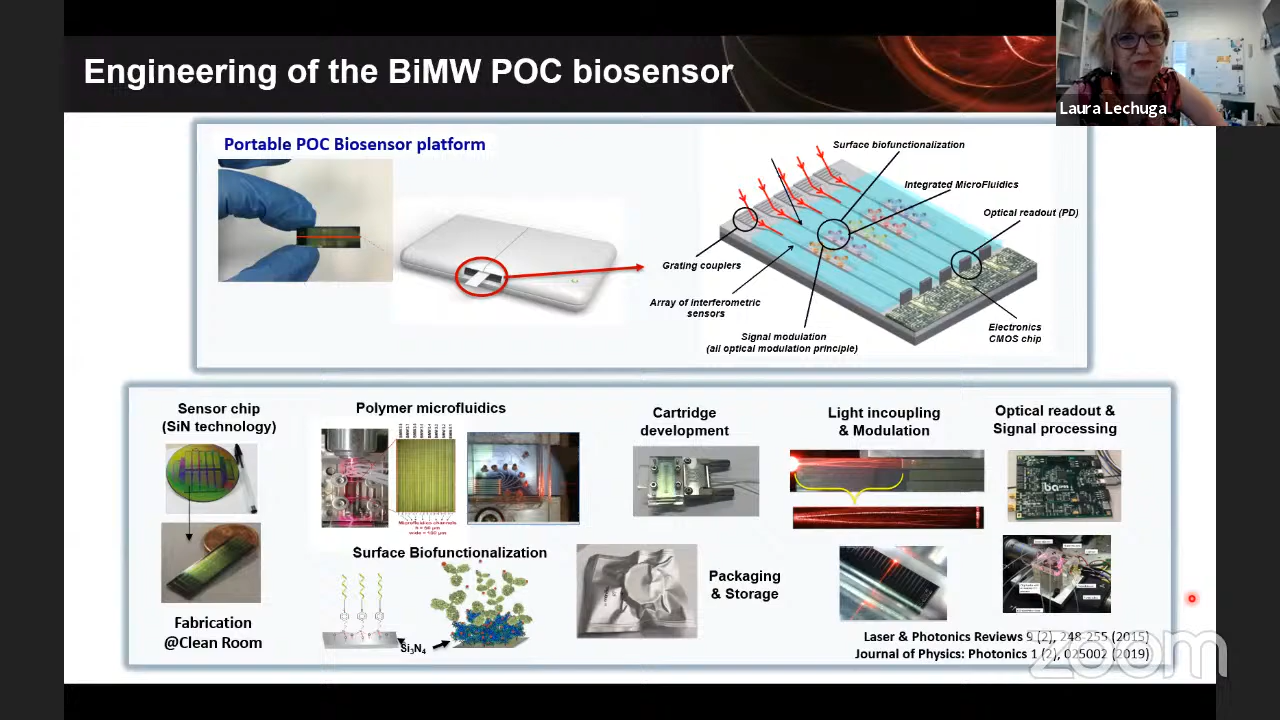 Engineering of the BiMW POC biosensor
Laura Lechuga
Portable POC Biosensor platform
Surface biofunctionalization
Integrated MicroFluidics
Optical readout (PD)
Grating couplers
Array of interferometric
sensors
Signal modulation
(all optical modulation principle)
Electronics
CMOS chip
Sensor chip
(SiN technology)
Polymer microfluidics
Cartridge
development
Light incoupling
& Modulation
Optical readout &
Signal processing
Microfluidics channels
Surface Biofunctionalization
Packaging
& Storage
Si3N4
Fabrication
@Clean Room
Laser & Photonics Reviews 9 (2), 248-255 (2015)
Journal of Physics: Photonics 1 (2), 025002 (2019)
zoom